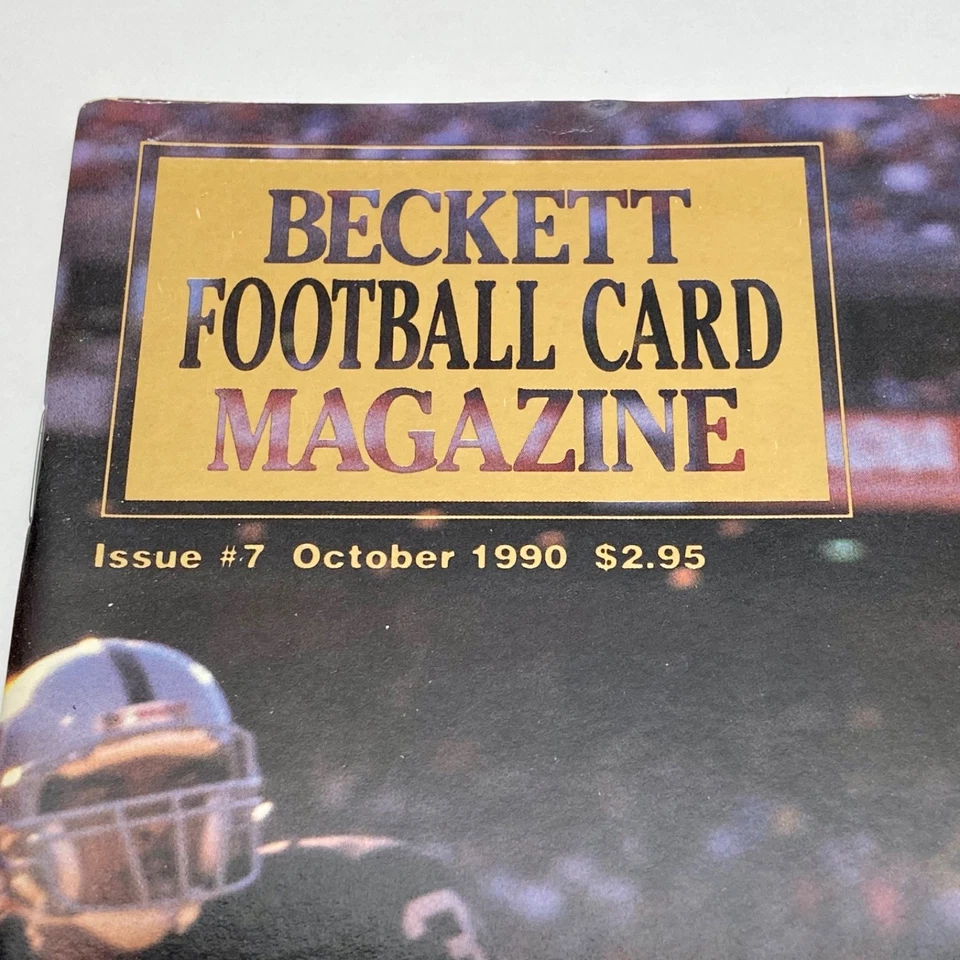 BECKETT
FOOTBALL CARD
MAGAZINE
Issue #7 October 1990 $2.95